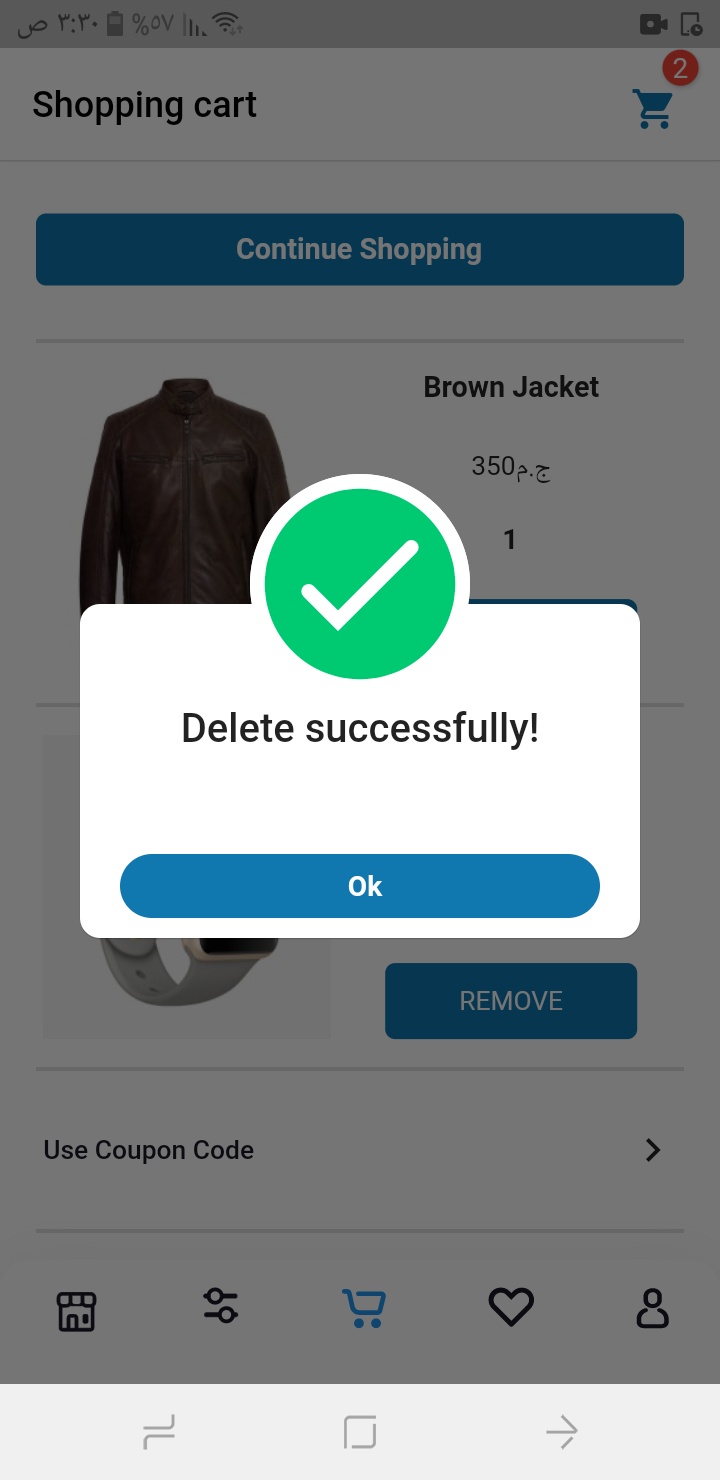 ص ٣:٣٠ %٥٧
2
Shopping cart
Continue Shopping
Brown Jacket
350ج.م
1
Delete successfully!
Ok
REMOVE
Use Coupon Code